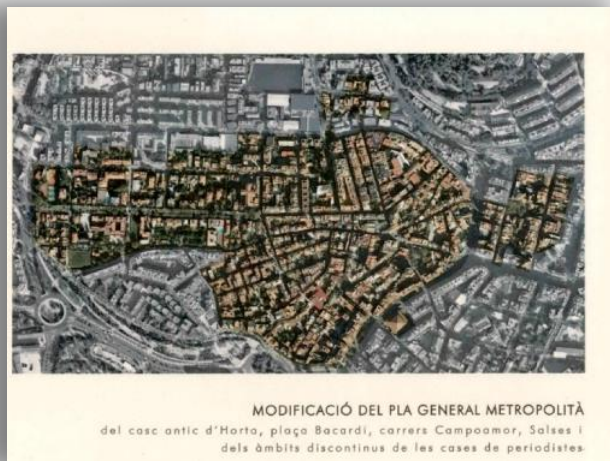 MODIFICACIÓ DEL PLA GENERAL METROPOLITÀ
del casc antic d'Horta, plaça Bacardí, carrers Campoamor, Salses i
dels àmbits discontinus de les cases de periodistes